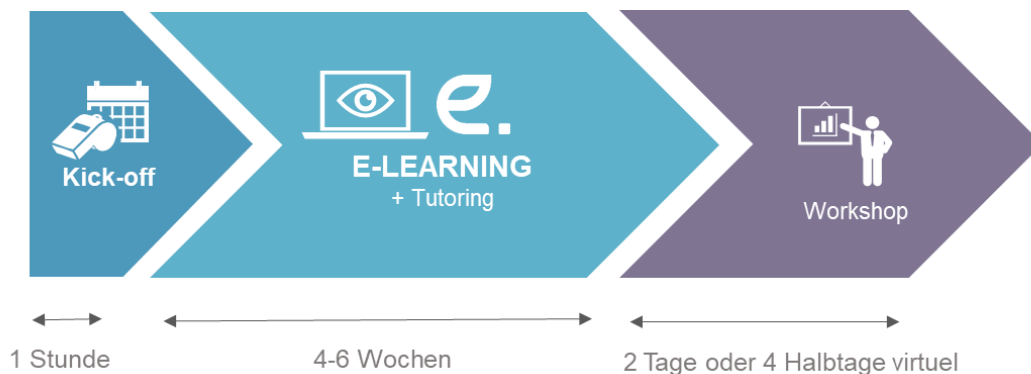 Kick-off
e.
E-LEARNING
+ Tutoring
Workshop
1 Stunde
4-6 Wochen
2 Tage oder 4 Halbtage virtuel